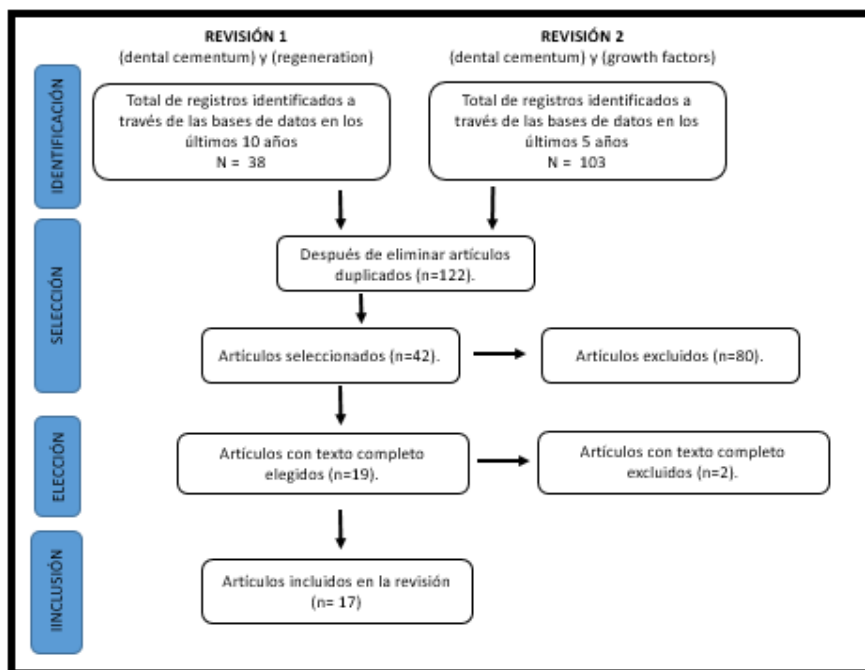 REVISIÓN 1
(dental cementum) y (regeneration)
REVISIÓN 2
(dental cementum) y (growth factors)
IDENTIFICACIÓN
Total de registros identificados a
través de las bases de datos en los
últimos 10 años
N = 38
Total de registros identificados a
través de las bases de datos en los
últimos 5 años
N = 103
SELECCIÓN
Después de eliminar artículos
duplicados (n=122).
Artículos seleccionado (n=42).
Artículos excluidos (n=80).
ELECCIÓN
Artículos con texto completo
elegidos (n=19).
Artículos con texto completo
excluidos (n=2).
IINCLUSIÓN
Artículos incluidos en la revisión
(n= 17)